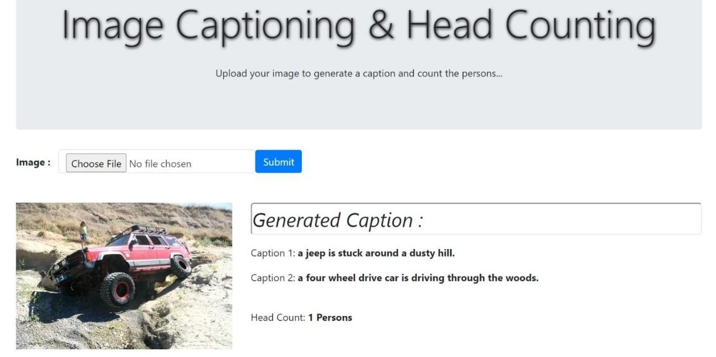 Image Captioning & Head Counting
Upload your image to generate a caption and count the persons...
Image :
Choose File No file chosen
Submit
Generated Caption :
Caption 1: a jeep is stuck around a dusty hill.
Caption 2: a four wheel drive car is driving through the woods.
Head Count: 1 Persons